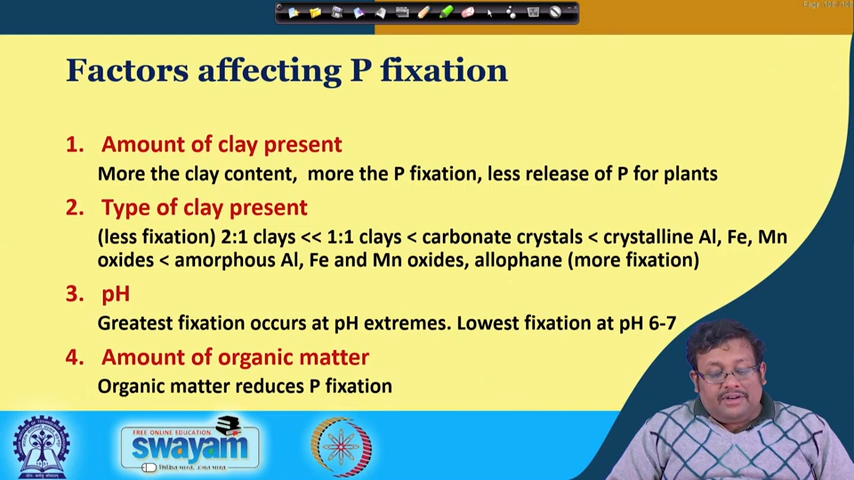 Factors affecting P fixation
1. Amount of clay present
More the clay content, more the P fixation, less release of P for plants
2. Type of clay present
(less fixation) 2:1 clays << 1:1 clays < carbonate crystals < crystalline Al, Fe, Mn
oxides < amorphous Al, Fe and Mn oxides, allophane (more fixation)
3. pH
Greatest fixation occurs at pH extremes. Lowest fixation at pH 6-7
4. Amount of organic matter
Organic matter reduces P fixation
FREE ONLINE EDUCATION
swayam